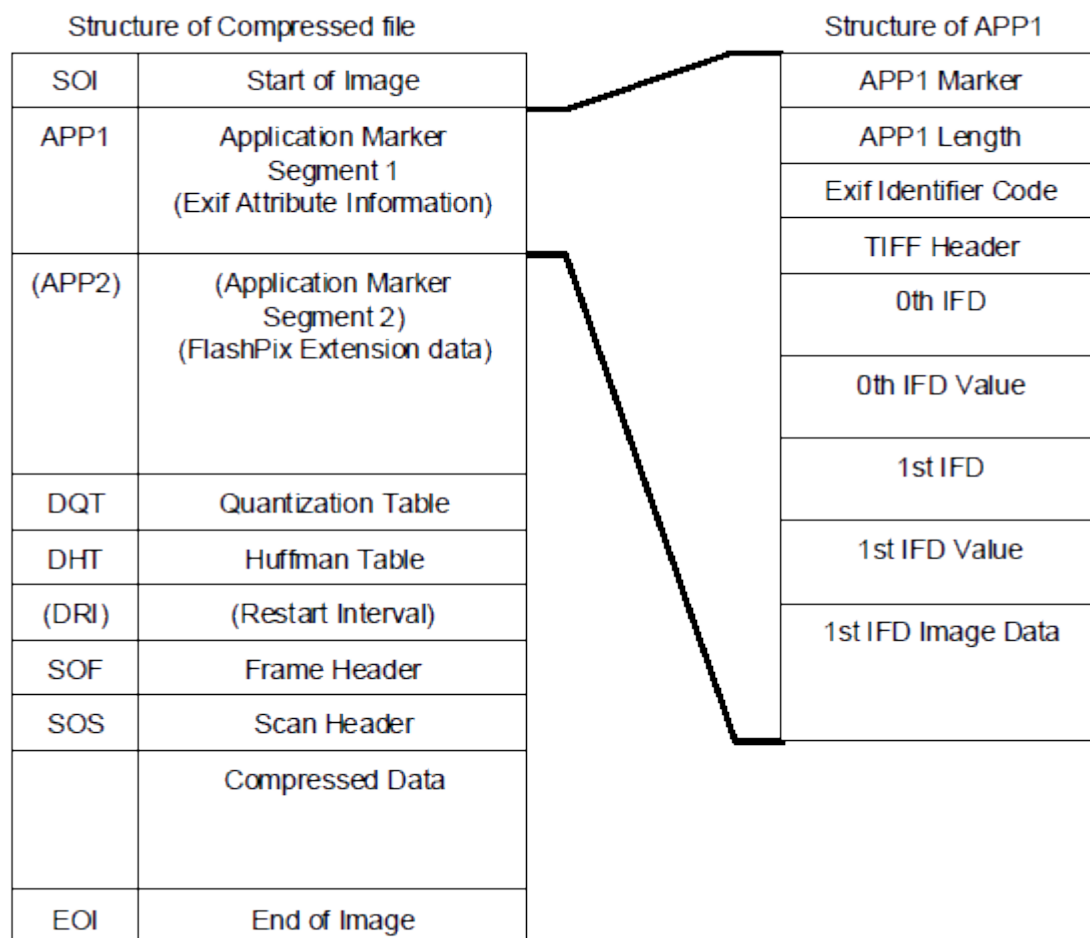 Structure of Compressed file
SOI Start of Image
APP1 Application Marker
Segment 1
(Exif Attribute Information)
(APP2) (Application Marker
Segment 2)
(FlashPix Extension data)
DQT Quantization Table
DHT Huffman Table
(DRI) (Restart Interval)
SOF Frame Header
SOS Scan Header
Compressed Data
EOI End of Image
Structure of APP1
APP1 Marker
APP1 Length
Exif Identifier Code
TIFF Header
0th IFD
0th IFD Value
1st IFD
1st IFD Value
1st IFD Image Data